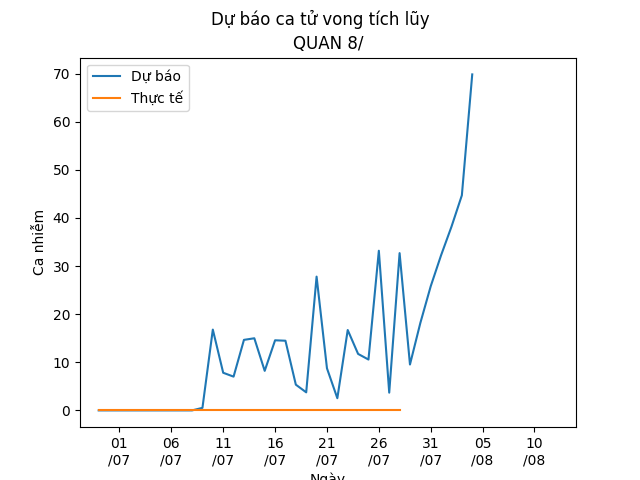 Dự báo ca tử vong tích lũy
QUAN 8/
Dự báo
Thực tế
Ca nhiễm
70
60
50
40
30
20
10
0
01 06 11 16 21 26 31 05 10
/07 /07 /07 /07 /07 /07 /07 /08 /08
Ngày